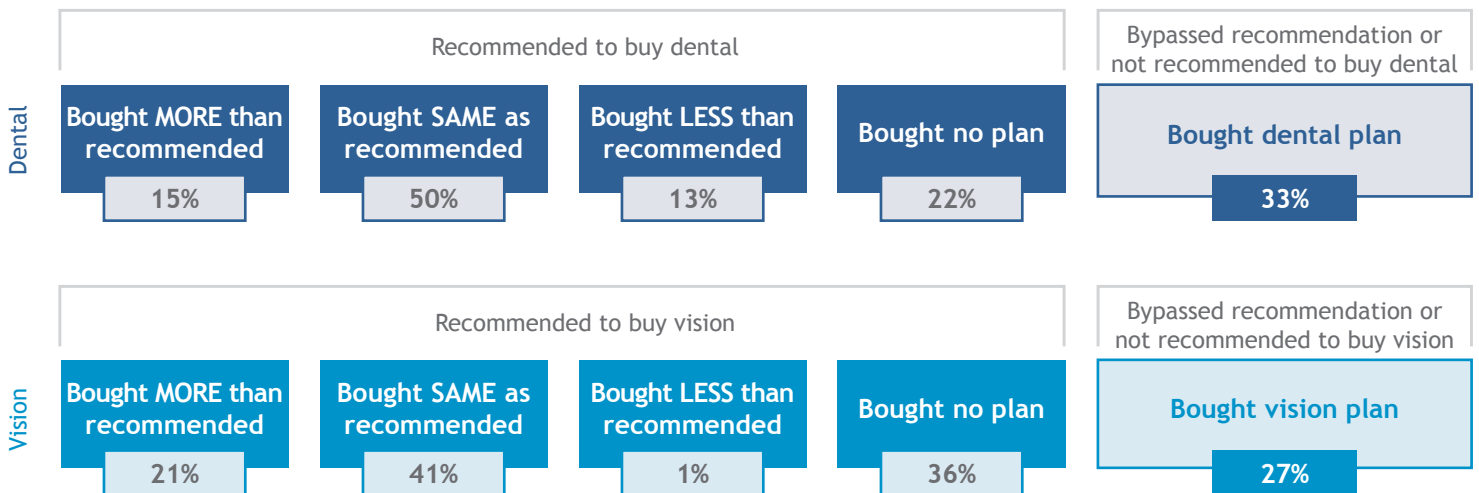 Dental
Recommended to buy dental
Bypassed recommendation or
not recommended to buy dental
Bought MORE than
recommended
15%
Bought SAME as
recommended
50%
Bought LESS than
recommended
13%
Bought no plan
22%
Bought dental plan
33%
Vision
Recommended to buy vision
Bypassed recommendation or
not recommended to buy vision
Bought MORE than
recommended
21%
Bought SAME as
recommended
41%
Bought LESS than
recommended
1%
Bought no plan
36%
Bought vision plan
27%